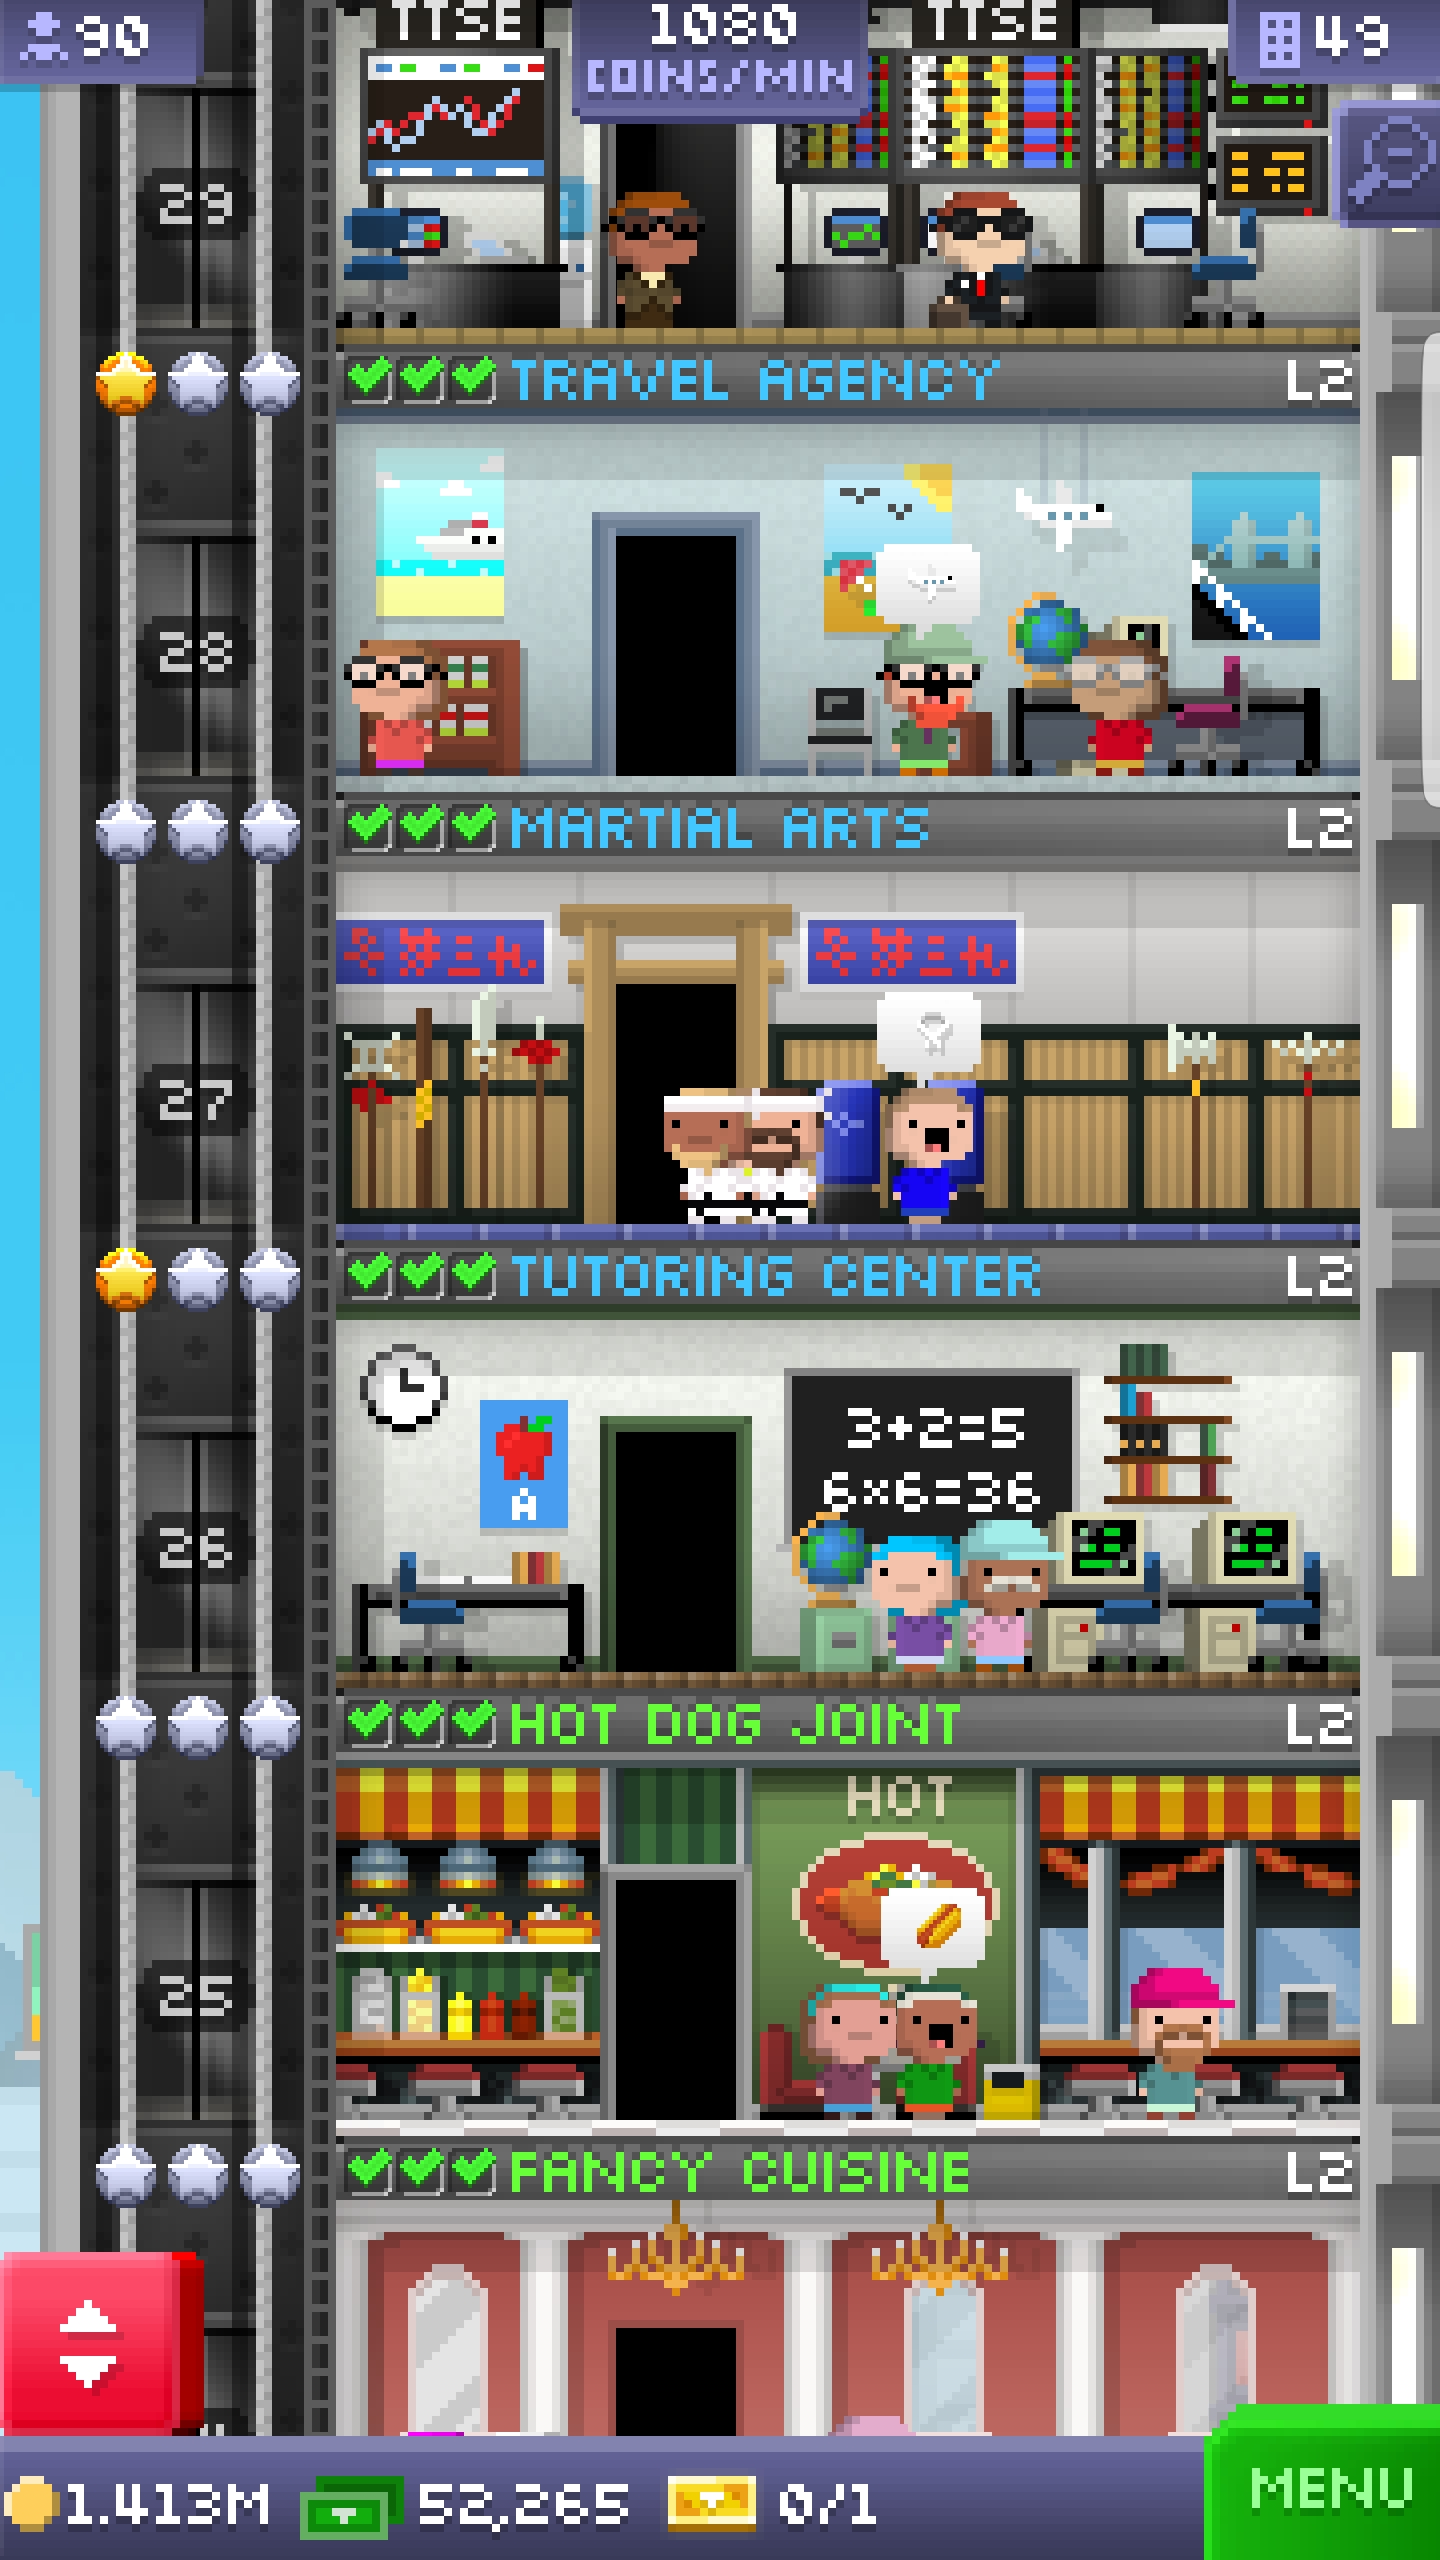 TTSE
TTSE
90
1080
COINS/MIN
49
29
TRAVEL AGENCY
L2
28
MARTIAL ARTS
L2
27
TUTORING CENTER
L2
3+2=5
6×6=36
A
26
HOT DOG JOINT
L2
HOT
25
FANCY CUISINE
L2
1.413M
52,265
0/1
MENU